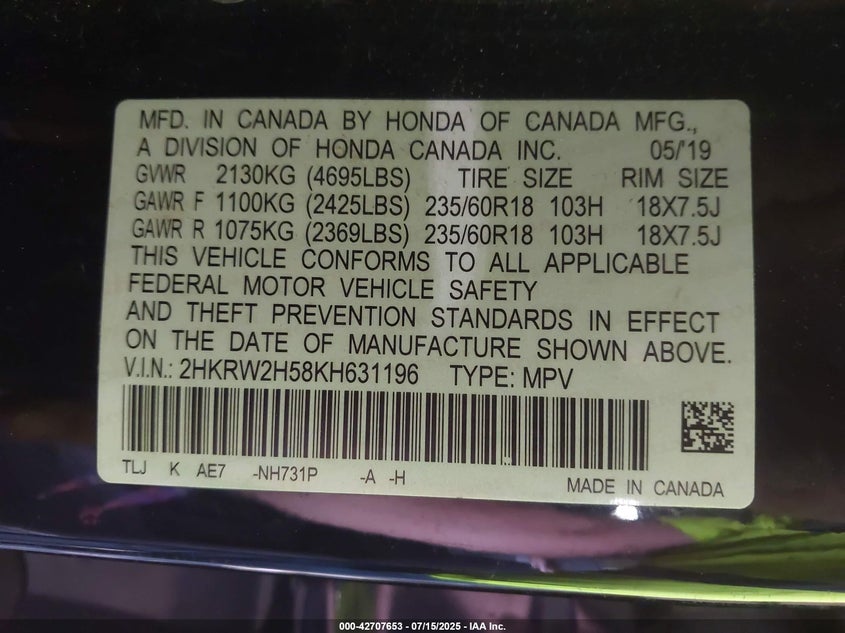 MFD. IN CANADA BY HONDA OF CANADA MFG.,
A DIVISION OF HONDA CANADA INC. 05/'19
GVWR 2130KG (4695LBS) TIRE SIZE RIM SIZE
GAWR F 1100KG (2425LBS) 235/60R18 103H 18X7.5J
GAWR R 1075KG (2369LBS) 235/60R18 103H 18X7.5J
THIS VEHICLE CONFORMS TO ALL APPLICABLE
FEDERAL MOTOR VEHICLE SAFETY
AND THEFT PREVENTION STANDARDS IN EFFECT
ON THE DATE OF MANUFACTURE SHOWN ABOVE.
V.I.N.: 2HKRW2H58KH631196 TYPE: MPV
TLJ K AE7 -NH731P -A -H
MADE IN CANADA
000-42707653 - 07/15/2025 - IAA Inc.